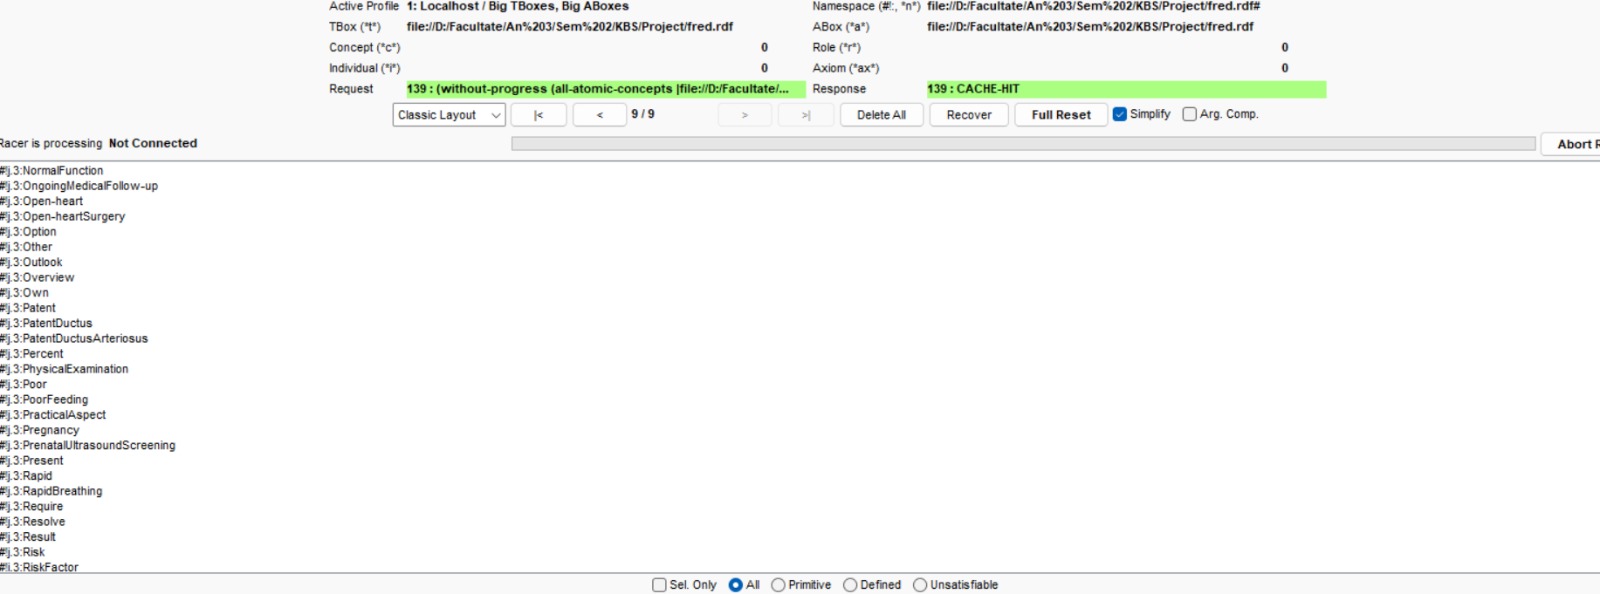 Active Profile 1: Localhost / Big TBoxes, Big ABoxes Namespace (#!:, *n*) file://D:/Facultate/An%203/Sem%202/KBS/Project/fred.rdf#
TBox (*t*) file://D:/Facultate/An%203/Sem%202/KBS/Project/fred.rdf ABox (*a*) file://D:/Facultate/An%203/Sem%202/KBS/Project/fred.rdf
Concept (*c*) 0 Role (*r*) 0
Individual (*i*) 0 Axiom (*ax*) 0
Request 139 : (without-progress (all-atomic-concepts |file://D:/Facultate/... Response 139 : CACHE-HIT
Classic Layout |< < 9 / 9 > >| Delete All Recover Full Reset Simplify Arg. Comp.
Racer is processing Not Connected Abort R
#!j.3:NormalFunction
#!j.3:OngoingMedicalFollow-up
#!j.3:Open-heart
#!j.3:Open-heartSurgery
#!j.3:Option
#!j.3:Other
#!j.3:Outlook
#!j.3:Overview
#!j.3:Own
#!j.3:Patent
#!j.3:PatentDuctus
#!j.3:PatentDuctusArteriosus
#!j.3:Percent
#!j.3:PhysicalExamination
#!j.3:Poor
#!j.3:PoorFeeding
#!j.3:PracticalAspect
#!j.3:Pregnancy
#!j.3:PrenatalUltrasoundScreening
#!j.3:Present
#!j.3:Rapid
#!j.3:RapidBreathing
#!j.3:Require
#!j.3:Resolve
#!j.3:Result
#!j.3:Risk
#!j.3:RiskFactor
Sel. Only All Primitive Defined Unsatisfiable